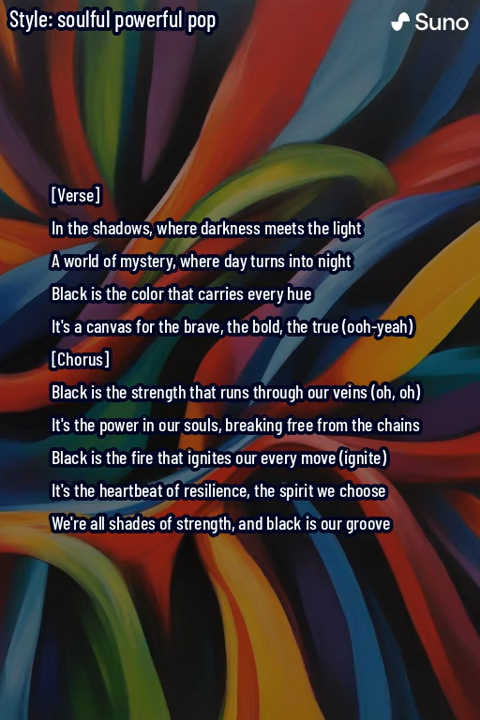 Style: soulful powerful pop
Suno
[Verse]
In the shadows, where darkness meets the light
A world of mystery, where day turns into night
Black is the color that carries every hue
It's a canvas for the brave, the bold, the true (ooh-yeah)
[Chorus]
Black is the strength that runs through our veins (oh, oh)
It's the power in our souls, breaking free from the chains
Black is the fire that ignites our every move (ignite)
It's the heartbeat of resilience, the spirit we choose
We're all shades of strength, and black is our groove